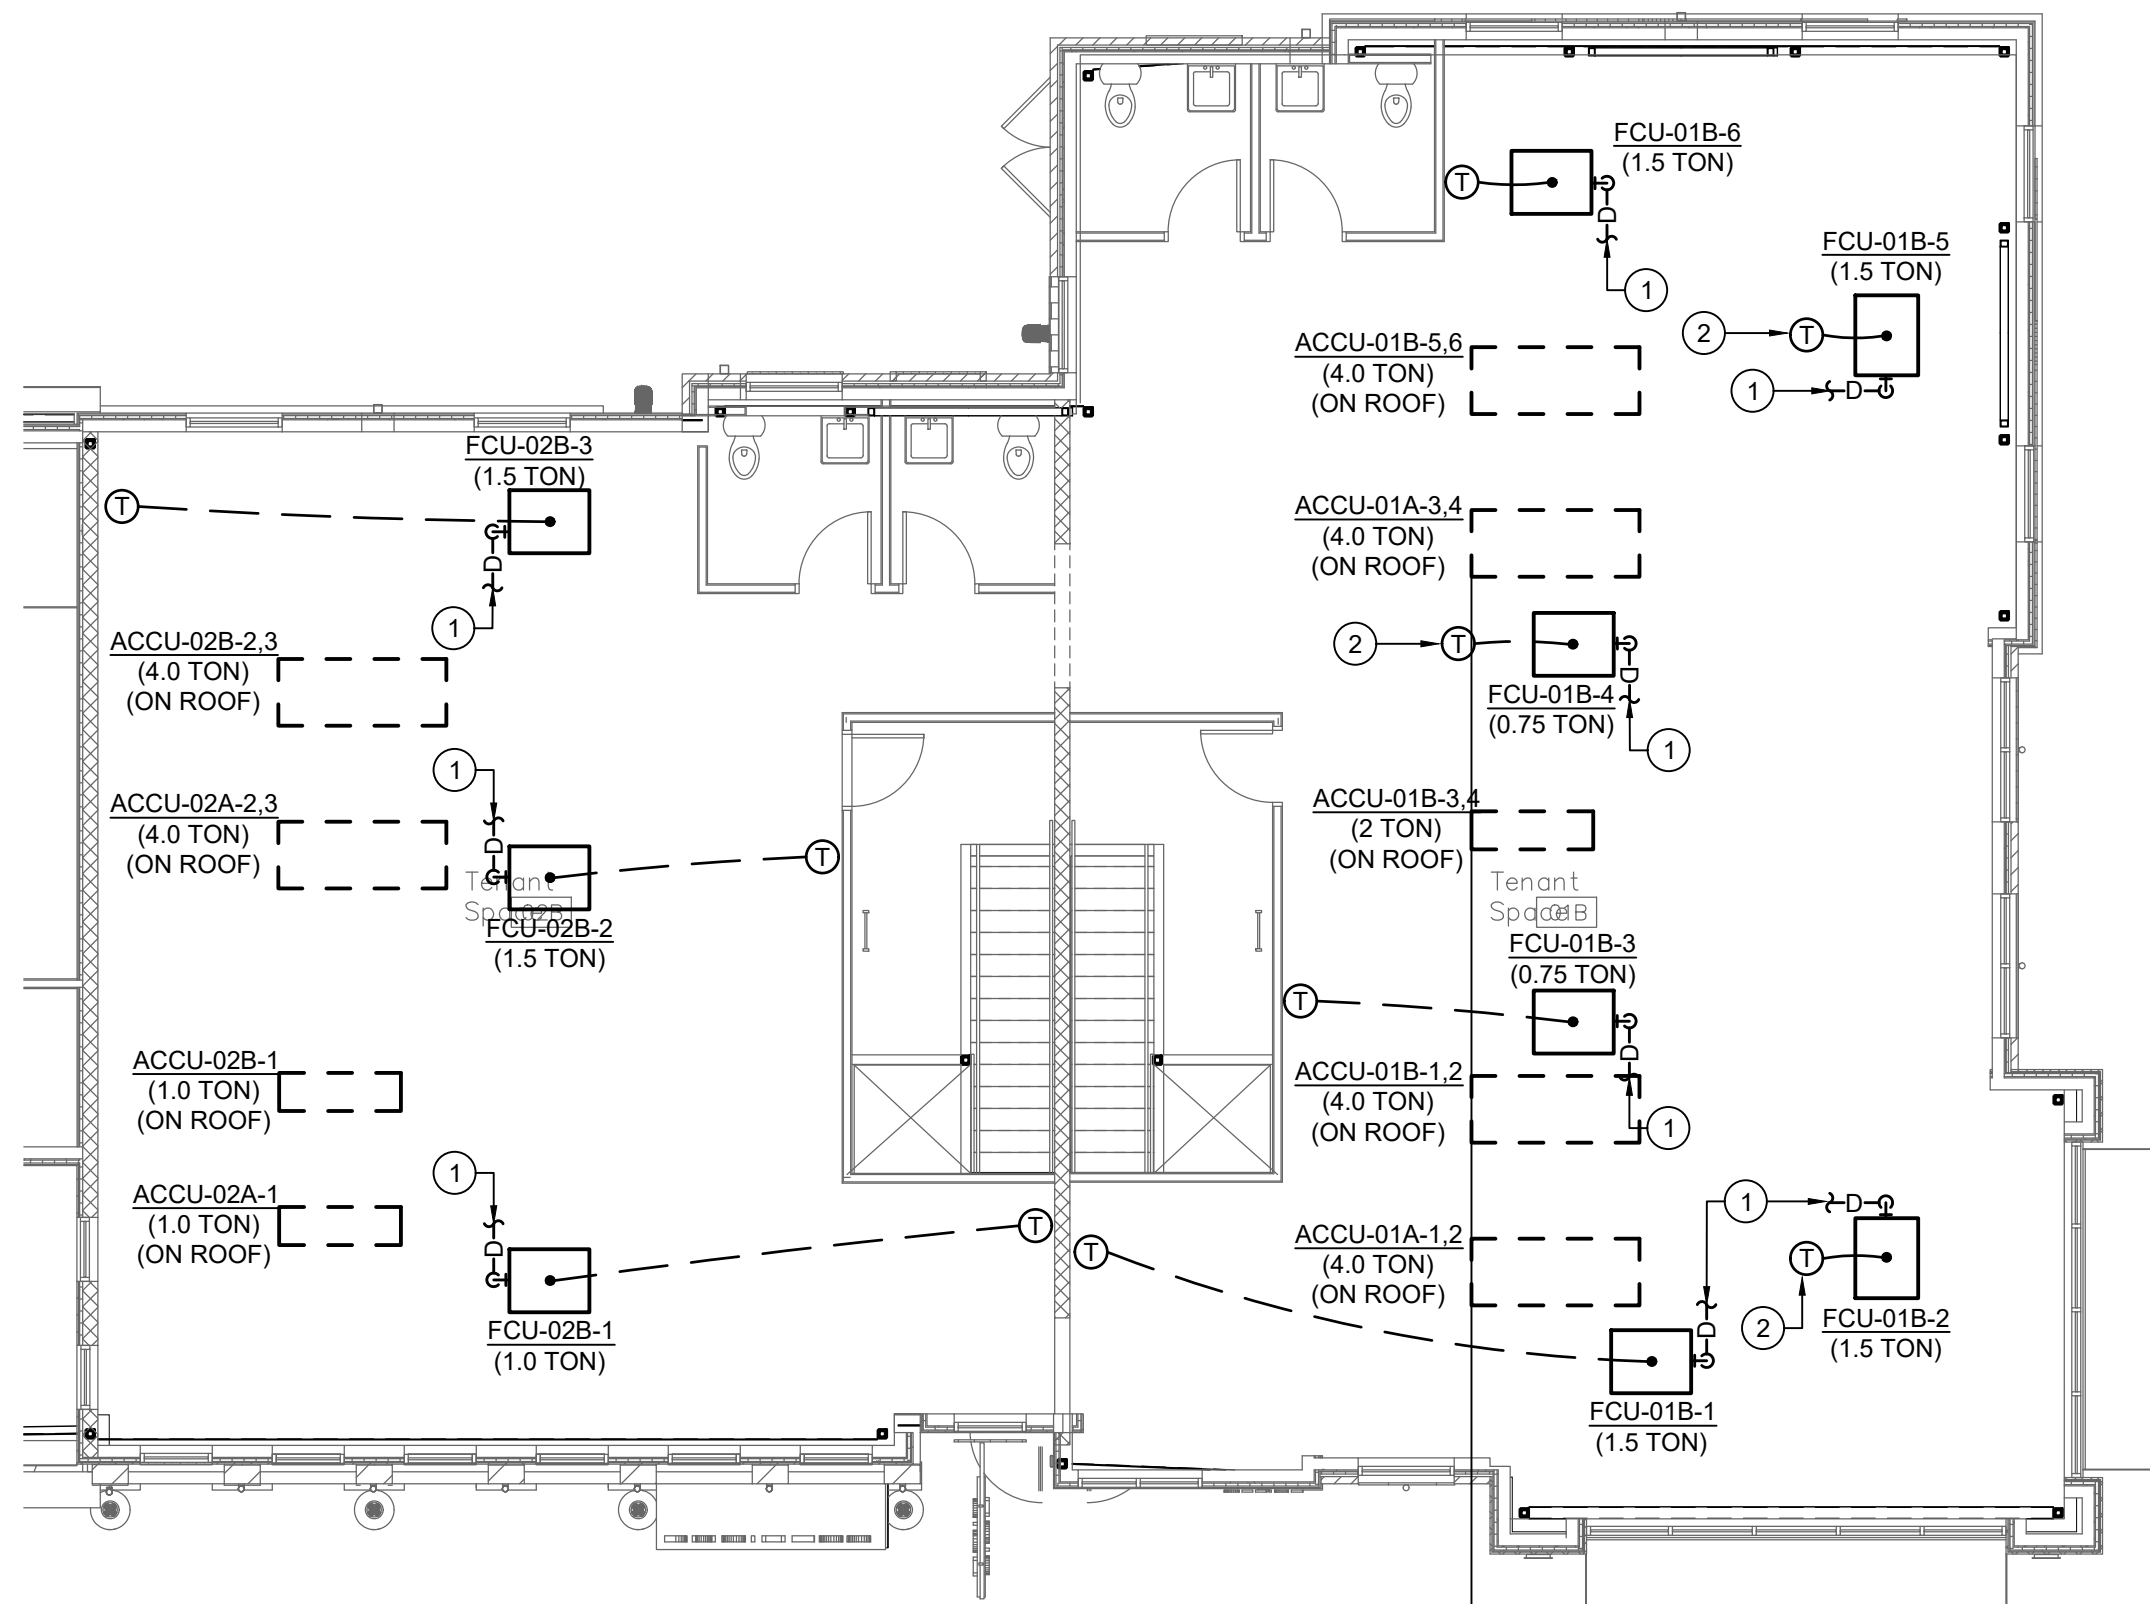 FCU-01B-6
(1.5 TON)
T
D
1
FCU-01B-5
(1.5 TON)
2
T
1
D
ACCU-01B-5,6
(4.0 TON)
(ON ROOF)
FCU-02B-3
(1.5 TON)
T
D
1
ACCU-01A-3,4
(4.0 TON)
(ON ROOF)
2
T
D
FCU-01B-4
(0.75 TON)
1
ACCU-02B-2,3
(4.0 TON)
(ON ROOF)
1
ACCU-02A-2,3
(4.0 TON)
(ON ROOF)
D
T
Tenant
Space
02B
FCU-02B-2
(1.5 TON)
ACCU-01B-3,4
(2 TON)
(ON ROOF)
Tenant
Space
01B
FCU-01B-3
(0.75 TON)
T
D
1
ACCU-02B-1
(1.0 TON)
(ON ROOF)
ACCU-01B-1,2
(4.0 TON)
(ON ROOF)
1
ACCU-02A-1
(1.0 TON)
(ON ROOF)
D
T
FCU-02B-1
(1.0 TON)
T
ACCU-01A-1,2
(4.0 TON)
(ON ROOF)
1
D
T
2
FCU-01B-2
(1.5 TON)
D
FCU-01B-1
(1.5 TON)